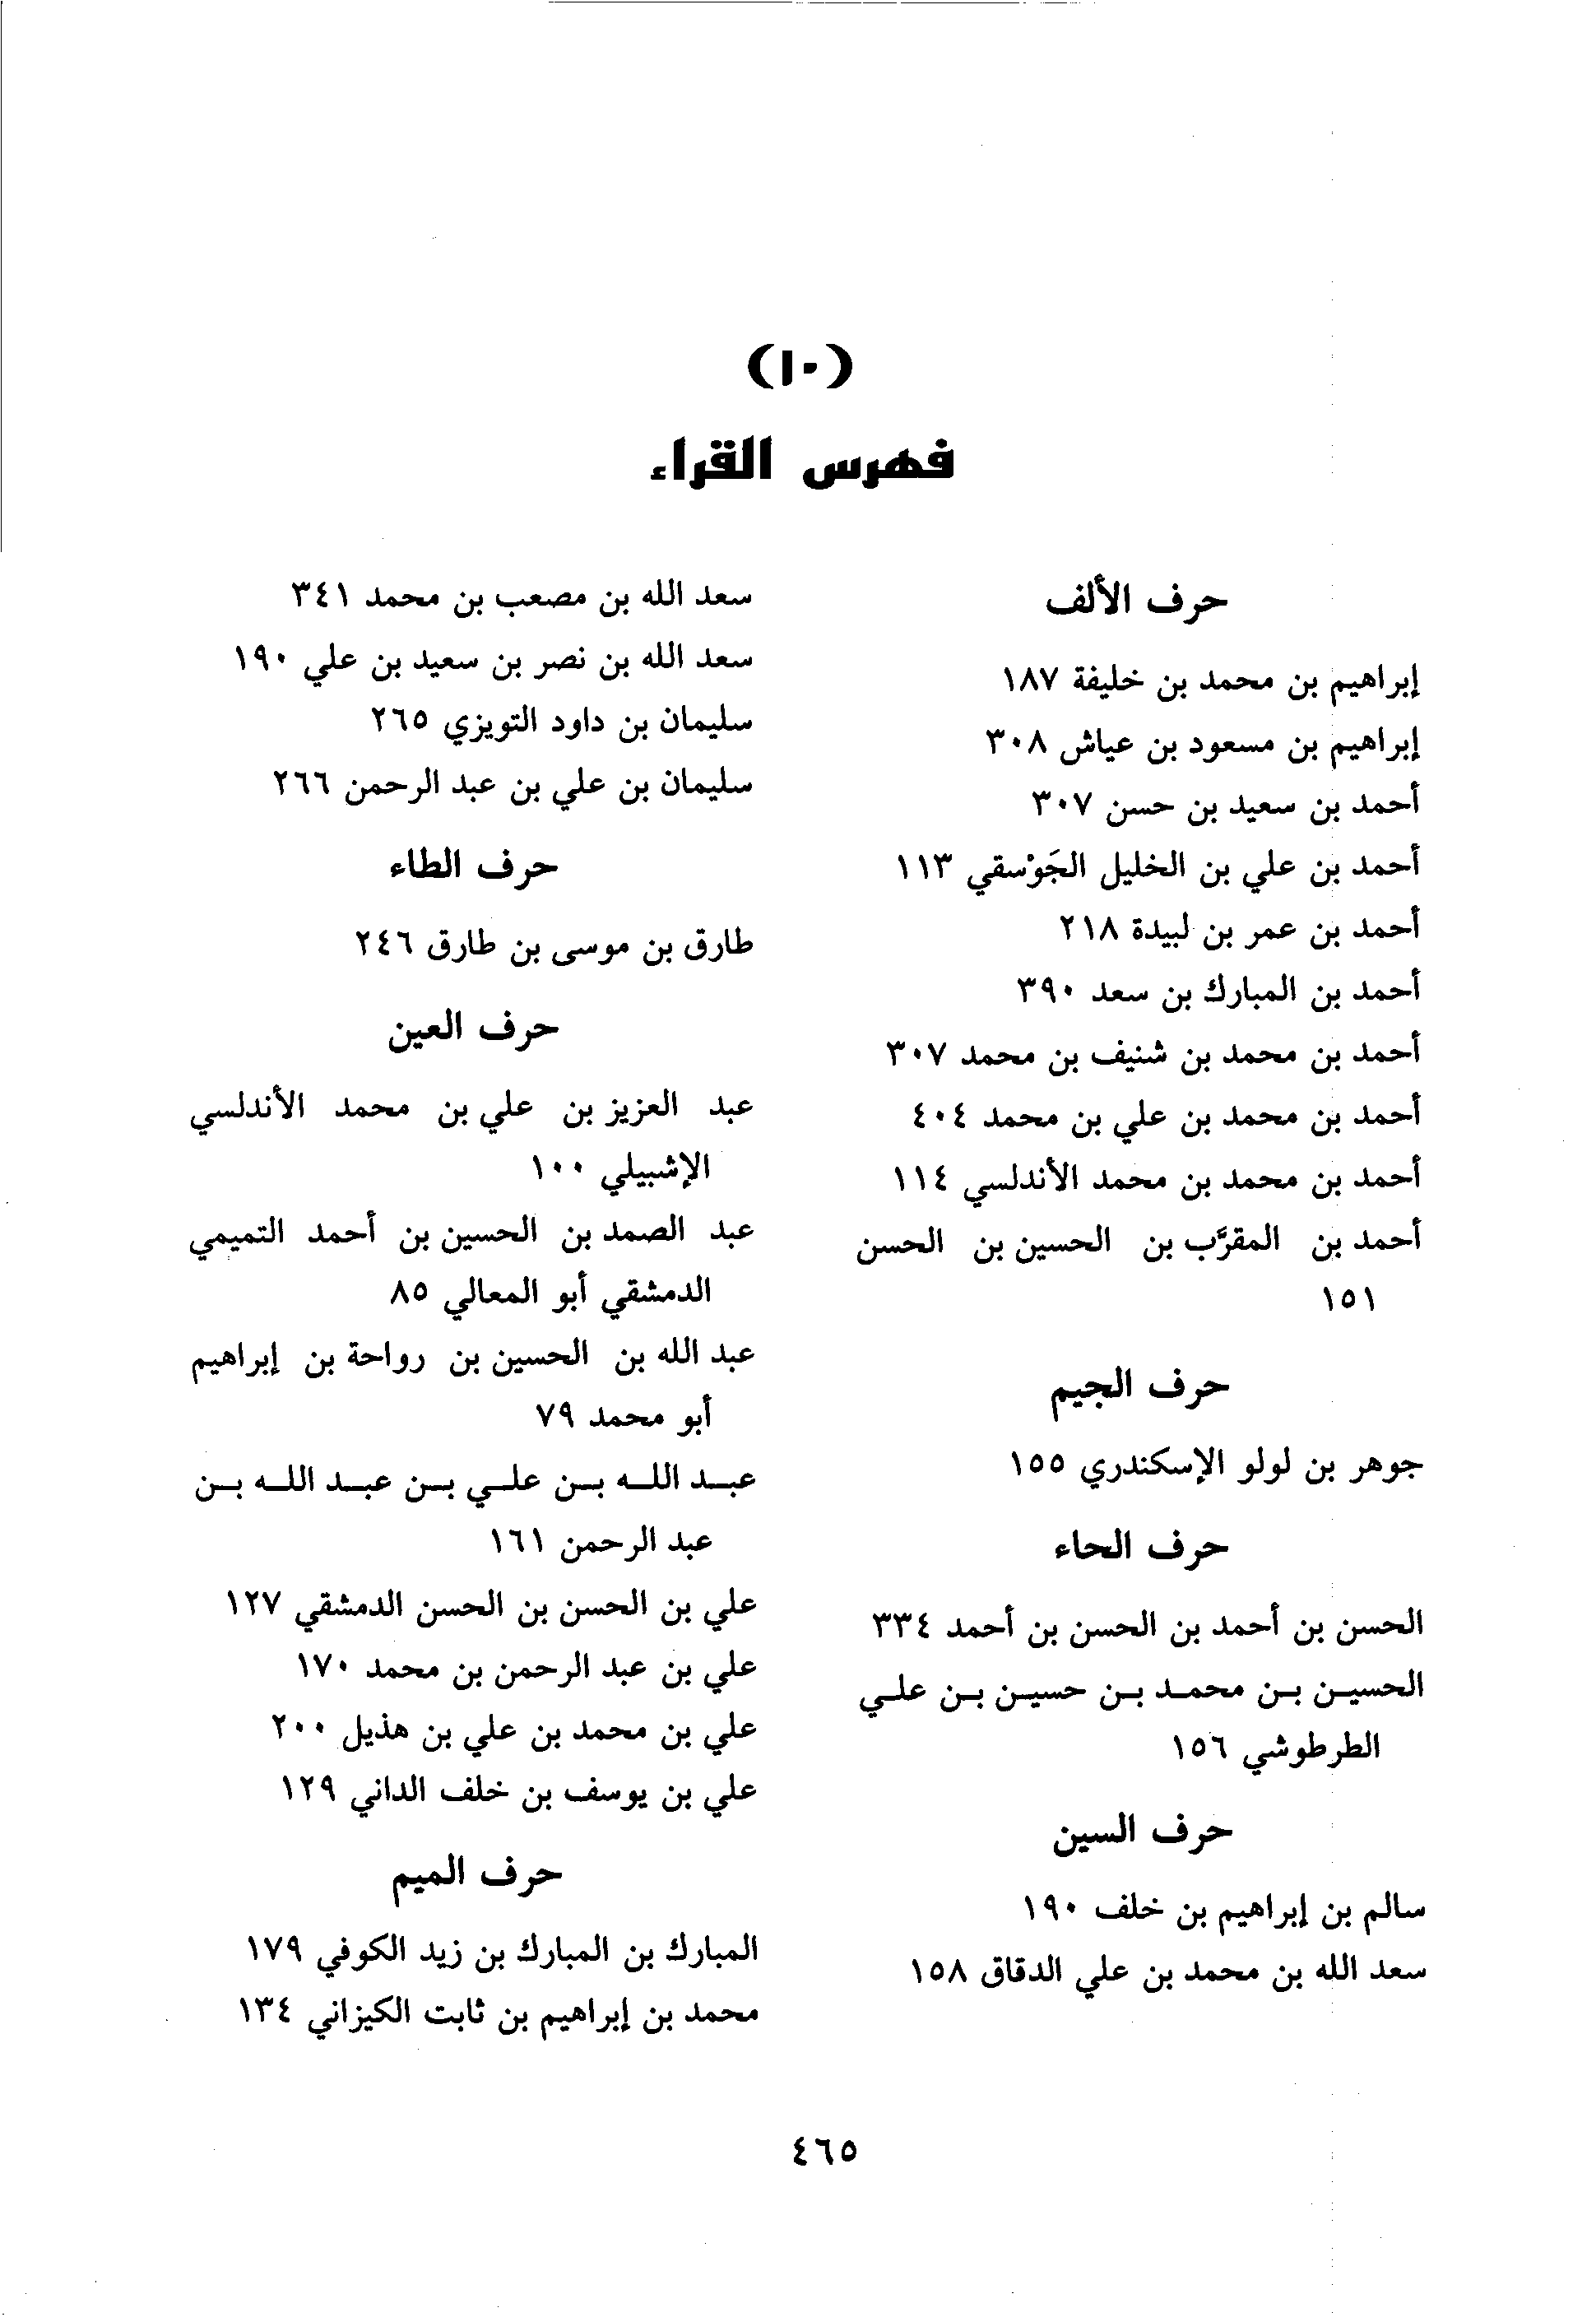 (١٠)
فهرس القراء
حرف الألف
إبراهيم بن محمد بن خليفة ١٨٧
إبراهيم بن مسعود بن عياش ٣٠٨
أحمد بن سعيد بن حسن ٣٠٧
أحمد بن علي بن الخليل الجَوْسقي ١١٣
أحمد بن عمر بن لبيدة ٢١٨
أحمد بن المبارك بن سعد ٣٩٠
أحمد بن محمد بن شنيف بن محمد ٣٠٧
أحمد بن محمد بن علي بن محمد ٤٠٤
أحمد بن محمد بن محمد الأندلسي ١١٤
أحمد بن المقرَّب بن الحسين بن الحسن
١٥١
حرف الجيم
جوهر بن لولو الإسكندري ١٥٥
حرف الحاء
الحسن بن أحمد بن الحسن بن أحمد ٣٣٤
الحسين بن محمد بن حسين بن علي
الطرطوشي ١٥٦
حرف السين
سالم بن إبراهيم بن خلف ١٩٠
سعد الله بن محمد بن علي الدقاق ١٥٨
سعد الله بن مصعب بن محمد ٣٤١
سعد الله بن نصر بن سعيد بن علي ١٩٠
سليمان بن داود التويزي ٢٦٥
سليمان بن علي بن عبد الرحمن ٢٦٦
حرف الطاء
طارق بن موسى بن طارق ٢٤٦
حرف العين
عبد العزيز بن علي بن محمد الأندلسي
الإشبيلي ١٠٠
عبد الصمد بن الحسين بن أحمد التميمي
الدمشقي أبو المعالي ٨٥
عبد الله بن الحسين بن رواحة بن إبراهيم
أبو محمد ٧٩
عبد الله بن علي بن عبد الله بن
عبد الرحمن ١٦١
علي بن الحسن بن الحسن الدمشقي ١٢٧
علي بن عبد الرحمن بن محمد ١٧٠
علي بن محمد بن علي بن هذيل ٢٠٠
علي بن يوسف بن خلف الداني ١٢٩
حرف الميم
المبارك بن المبارك بن زيد الكوفي ١٧٩
محمد بن إبراهيم بن ثابت الكيزاني ١٣٤
٤٦٥